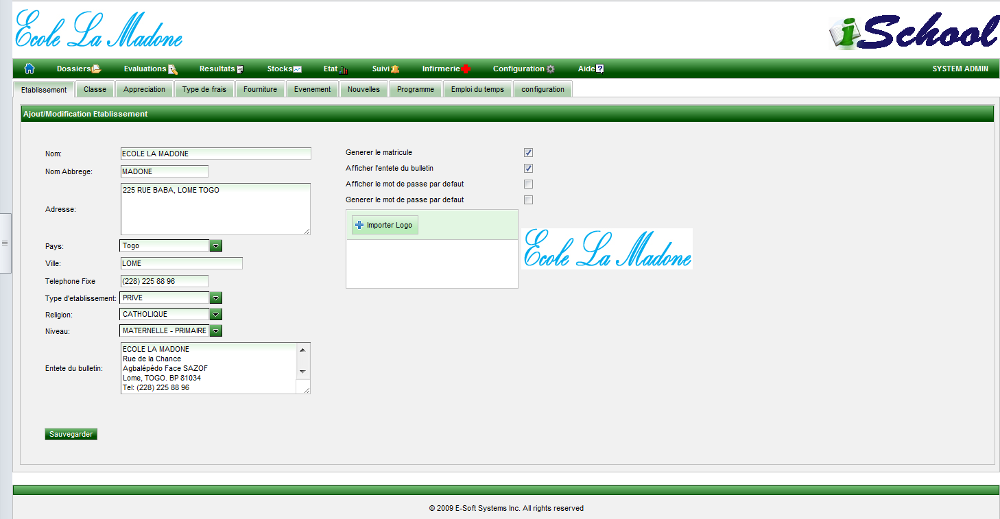 Ecole La Madone
iSchool
Dossiers Evaluations Resultats Stocks Etat Suivi Infirmerie Configuration Aide SYSTEM ADMIN
Etablissement Classe Appreciation Type de frais Fourniture Evenement Nouvelles Programme Emploi du temps configuration
Ajout/Modification Etablissement
Nom: ECOLE LA MADONE
Nom Abbrege: MADONE
Adresse: 225 RUE BABA, LOME TOGO
Pays: Togo
Ville: LOME
Telephone Fixe (228) 225 88 96
Type d'etablissement: PRIVE
Religion: CATHOLIQUE
Niveau: MATERNELLE - PRIMAIRE
Entete du bulletin:
ECOLE LA MADONE
Rue de la Chance
Agbalépédo Face SAZOF
Lome, TOGO. BP 81034
Tel: (228) 225 88 96
Generer le matricule
Afficher l'entete du bulletin
Afficher le mot de passe par defaut
Generer le mot de passe par defaut
Importer Logo
Ecole La Madone
Sauvegarder
© 2009 E-Soft Systems Inc. All rights reserved